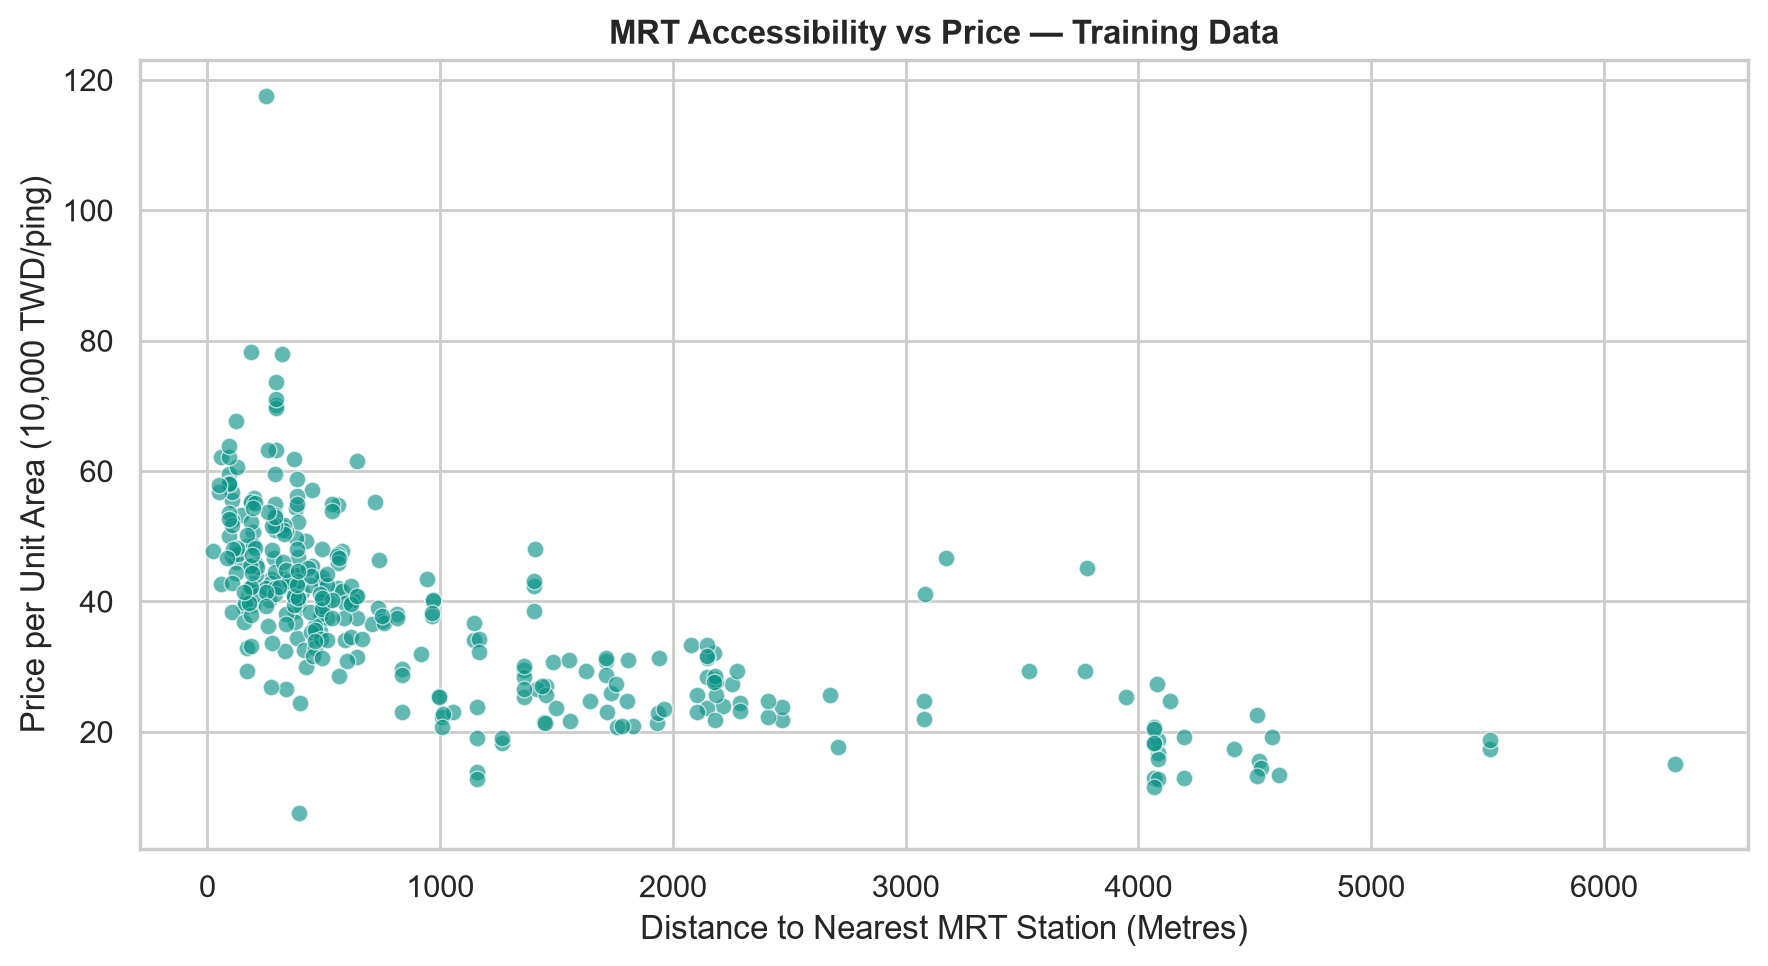 MRT Accessibility vs Price — Training Data
Price per Unit Area (10,000 TWD/ping)
120
100
80
60
40
20
0 1000 2000 3000 4000 5000 6000
Distance to Nearest MRT Station (Metres)